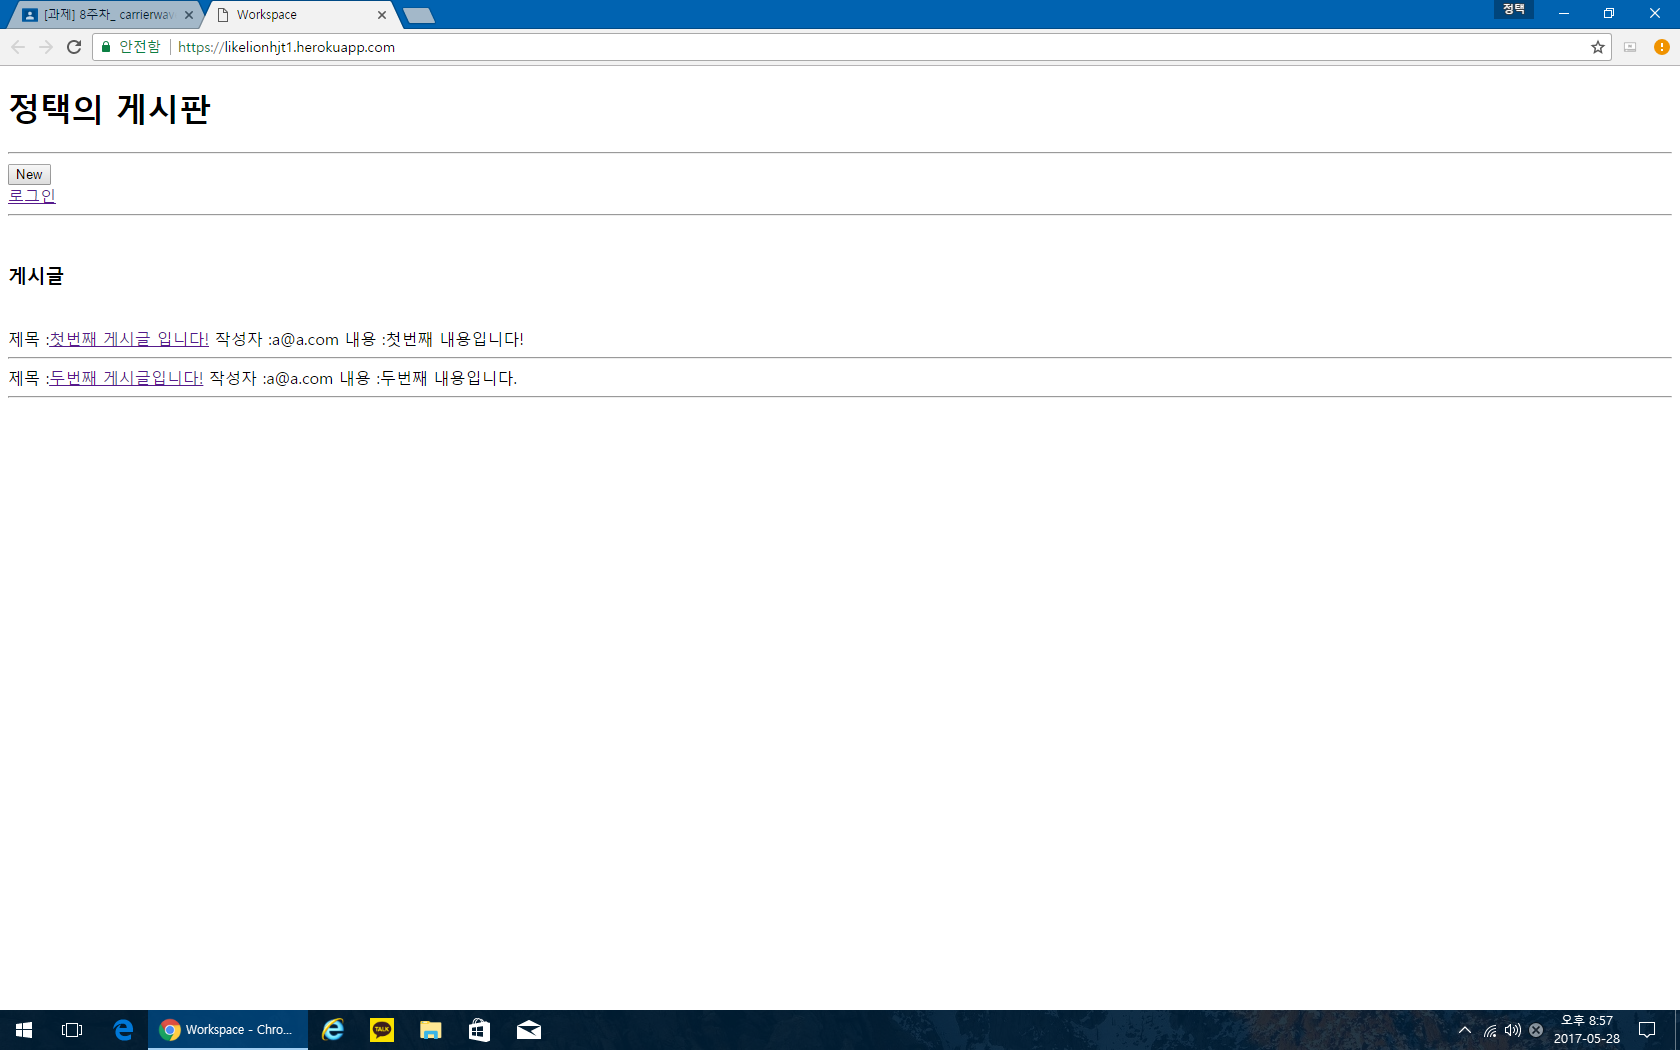 [과제] 8주차_ carrierwav
Workspace
정택
안전함
https://likelionhjt1.herokuapp.com
정택의 게시판
New
로그인
게시글
제목 :첫번째 게시글 입니다! 작성자 :a@a.com 내용 :첫번째 내용입니다!
제목 :두번째 게시글입니다! 작성자 :a@a.com 내용 :두번째 내용입니다.
Workspace - Chro...
TALK
오후 8:57
2017-05-28